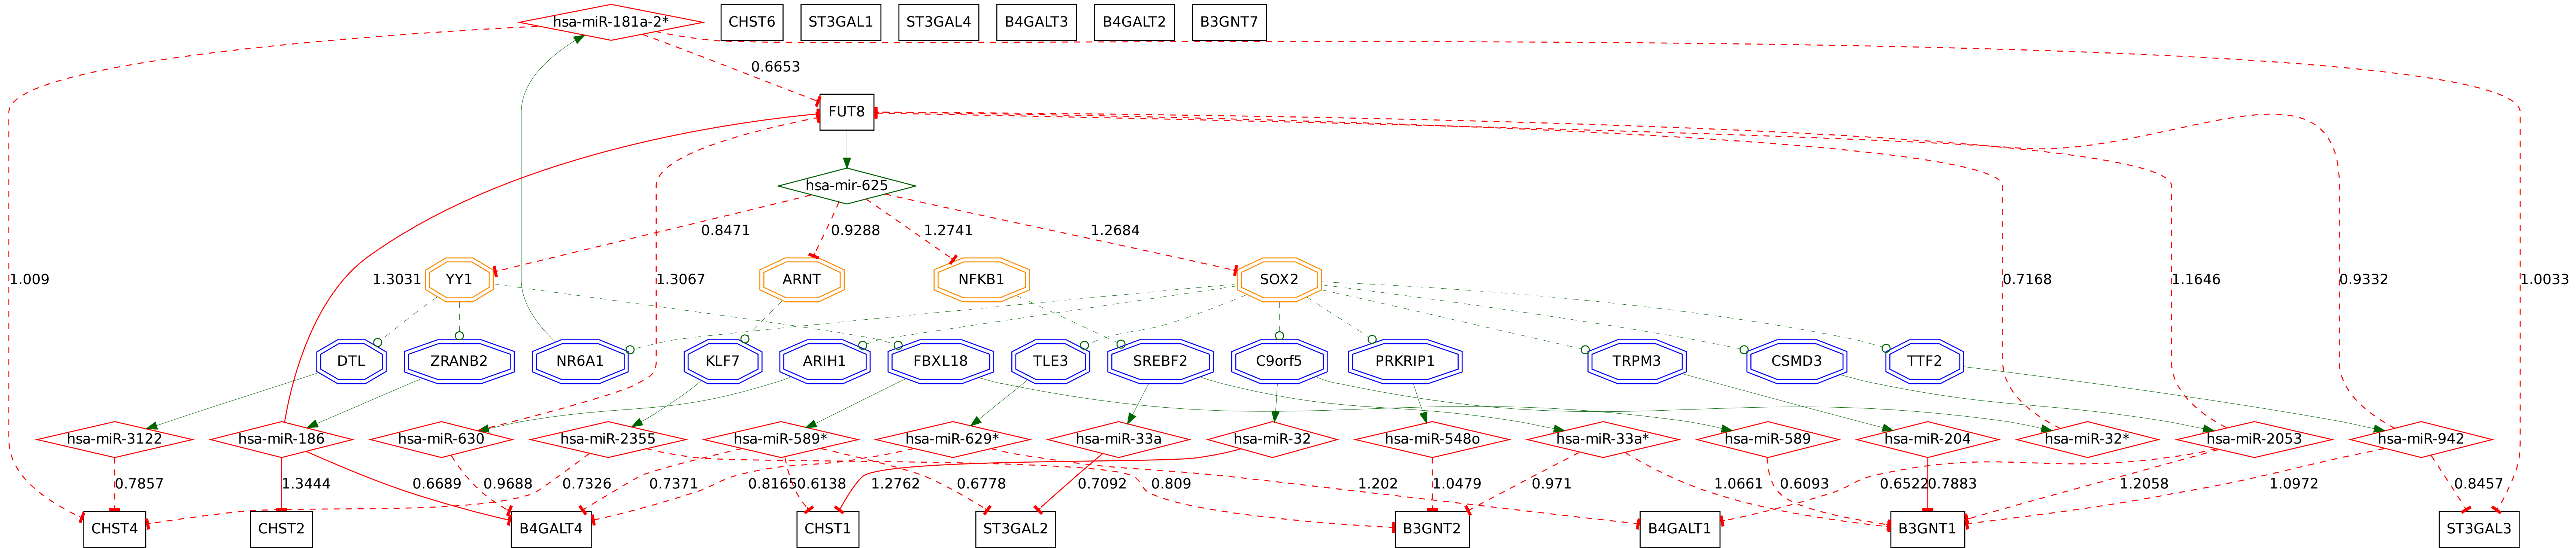 hsa-miR-181a-2*
CHST6
ST3GAL1
ST3GAL4
B4GALT3
B4GALT2
B3GNT7
0.6653
FUT8
hsa-mir-625
0.8471
0.9288
1.2741
1.2684
1.009
YY1
1.3031
1.3067
ARNT
NFKB1
SOX2
0.7168
1.1646
0.9332
1.0033
DTL
ZRANB2
NR6A1
KLF7
ARIH1
FBXL18
TLE3
SREBF2
C9orf5
PRKRIP1
TRPM3
CSMD3
TTF2
hsa-miR-3122
hsa-miR-186
hsa-miR-630
hsa-miR-2355
hsa-miR-589*
hsa-miR-629*
hsa-miR-33a
hsa-miR-32
hsa-miR-548o
hsa-miR-33a*
hsa-miR-589
hsa-miR-204
hsa-miR-32*
hsa-miR-2053
hsa-miR-942
0.7857
1.3444
0.6689
0.9688
0.7326
0.7371
0.8165
0.6138
1.2762
0.6778
0.7092
0.809
1.202
1.0479
0.971
1.0661
0.6093
0.6522
0.7883
1.2058
1.0972
0.8457
CHST4
CHST2
B4GALT4
CHST1
ST3GAL2
B3GNT2
B4GALT1
B3GNT1
ST3GAL3